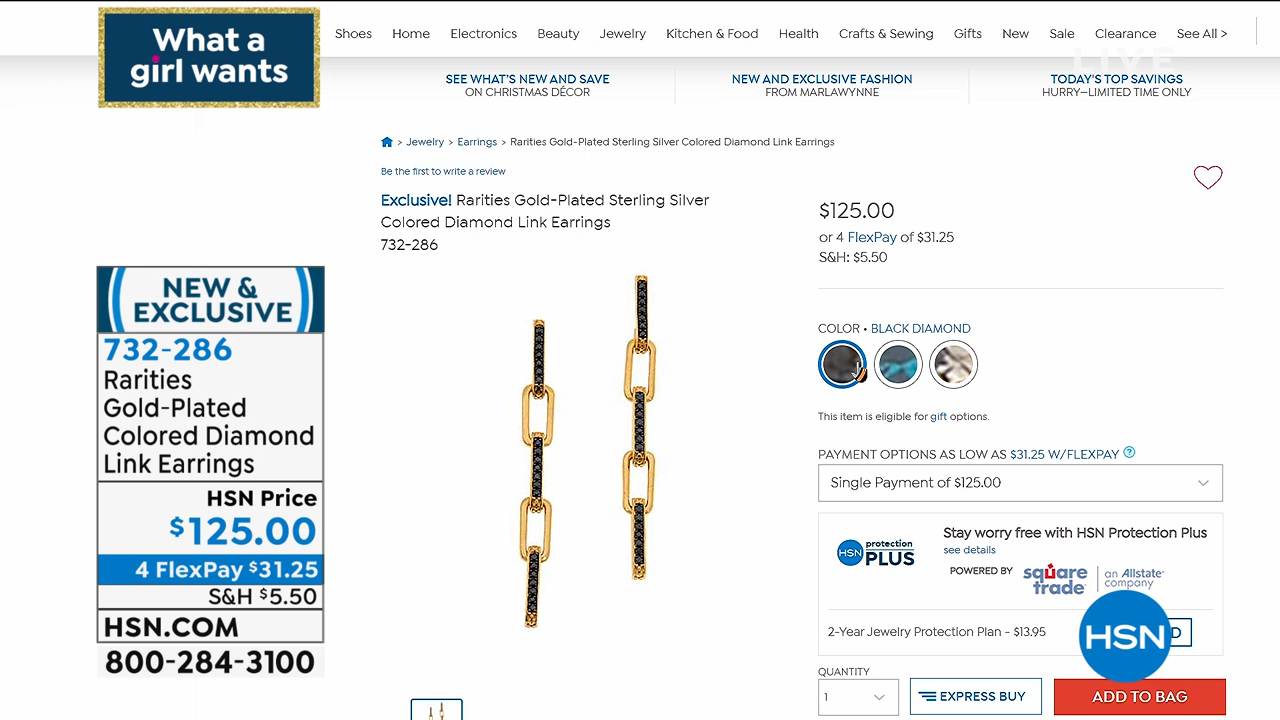 What a
girl wants
Shoes Home Electronics Beauty Jewelry Kitchen & Food Health Crafts & Sewing Gifts New Sale Clearance See All >
LIVE
SEE WHAT'S NEW AND SAVE
ON CHRISTMAS DÉCOR
NEW AND EXCLUSIVE FASHION
FROM MARLAWYNNE
TODAY'S TOP SAVINGS
HURRY—LIMITED TIME ONLY
> Jewelry > Earrings > Rarities Gold-Plated Sterling Silver Colored Diamond Link Earrings
Be the first to write a review
Exclusive! Rarities Gold-Plated Sterling Silver
Colored Diamond Link Earrings
732-286
$125.00
or 4 FlexPay of $31.25
S&H: $5.50
COLOR • BLACK DIAMOND
This item is eligible for gift options.
PAYMENT OPTIONS AS LOW AS $31.25 W/FLEXPAY ?
Single Payment of $125.00
HSN protection
PLUS
Stay worry free with HSN Protection Plus
see details
POWERED BY
square
trade
an Allstate
company
2-Year Jewelry Protection Plan - $13.95
D
HSN
QUANTITY
1
EXPRESS BUY
ADD TO BAG
NEW &
EXCLUSIVE
732-286
Rarities
Gold-Plated
Colored Diamond
Link Earrings
HSN Price
$125.00
4 FlexPay $31.25
S&H $5.50
HSN.COM
800-284-3100